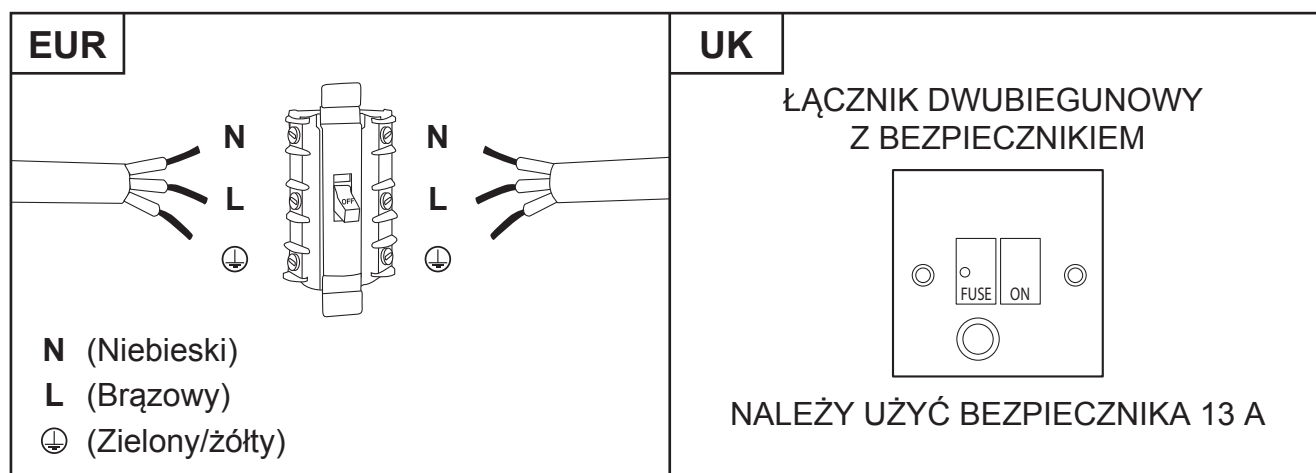 EUR
N
L
N
L
OFF
N (Niebieski)
L (Brązowy)
(Zielony/żółty)
UK
ŁĄCZNIK DWUBIEGUNOWY
Z BEZPIECZNIKIEM
FUSE ON
NALEŻY UŻYĆ BEZPIECZNIKA 13 A